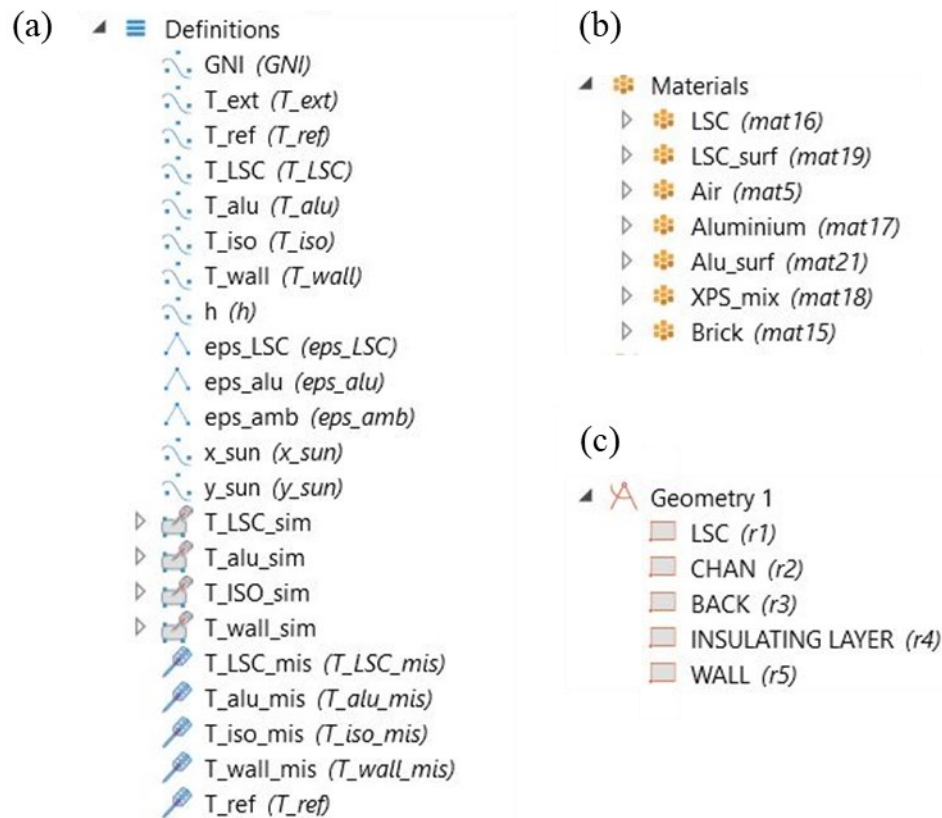 (a)
Definitions
GNI (GNI)
T_ext (T_ext)
T_ref (T_ref)
T_LSC (T_LSC)
T_alu (T_alu)
T_iso (T_iso)
T_wall (T_wall)
h (h)
eps_LSC (eps_LSC)
eps_alu (eps_alu)
eps_amb (eps_amb)
x_sun (x_sun)
y_sun (y_sun)
T_LSC_sim
T_alu_sim
T_ISO_sim
T_wall_sim
T_LSC_mis (T_LSC_mis)
T_alu_mis (T_alu_mis)
T_iso_mis (T_iso_mis)
T_wall_mis (T_wall_mis)
T_ref (T_ref)
(b)
Materials
LSC (mat16)
LSC_surf (mat19)
Air (mat5)
Aluminium (mat17)
Alu_surf (mat21)
XPS_mix (mat18)
Brick (mat15)
(c)
Geometry 1
LSC (r1)
CHAN (r2)
BACK (r3)
INSULATING LAYER (r4)
WALL (r5)